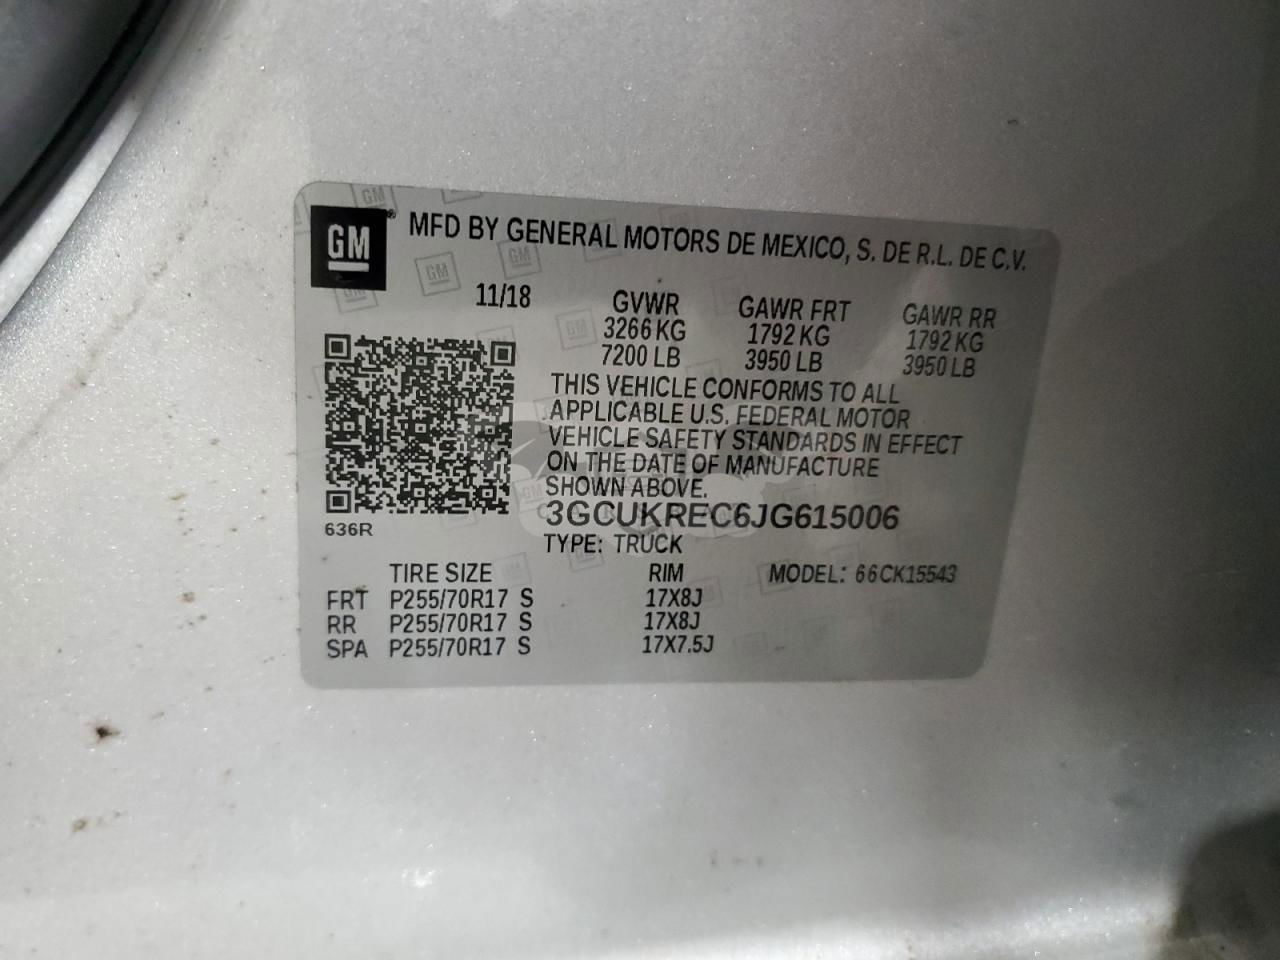 GM
MFD BY GENERAL MOTORS DE MEXICO, S. DE R.L. DE C.V.
11/18 GVWR GAWR FRT GAWR RR
3266 KG 1792 KG 1792 KG
7200 LB 3950 LB 3950 LB
THIS VEHICLE CONFORMS TO ALL
APPLICABLE U.S. FEDERAL MOTOR
VEHICLE SAFETY STANDARDS IN EFFECT
ON THE DATE OF MANUFACTURE
SHOWN ABOVE.
3GCUKREC6JG615006
636R
TYPE: TRUCK
TIRE SIZE RIM MODEL: 66CK15543
FRT P255/70R17 S 17X8J
RR P255/70R17 S 17X8J
SPA P255/70R17 S 17X7.5J